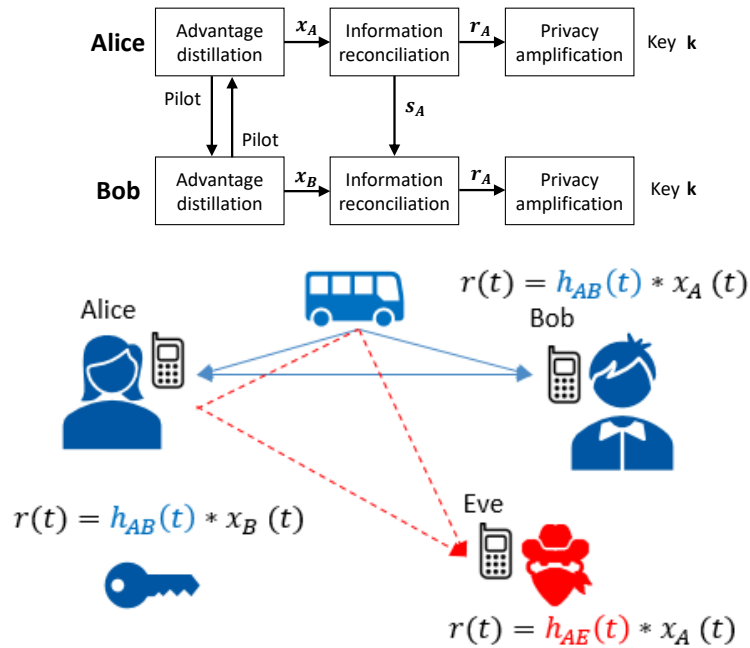 Alice
Advantage distillation
x_A
Information reconciliation
r_A
Privacy amplification
Key k
Pilot
Pilot
s_A
Bob
Advantage distillation
x_B
Information reconciliation
r_A
Privacy amplification
Key k
r(t) = h_AB(t) * x_A (t)
Alice
Bob
r(t) = h_AB(t) * x_B (t)
Eve
r(t) = h_AE(t) * x_A (t)